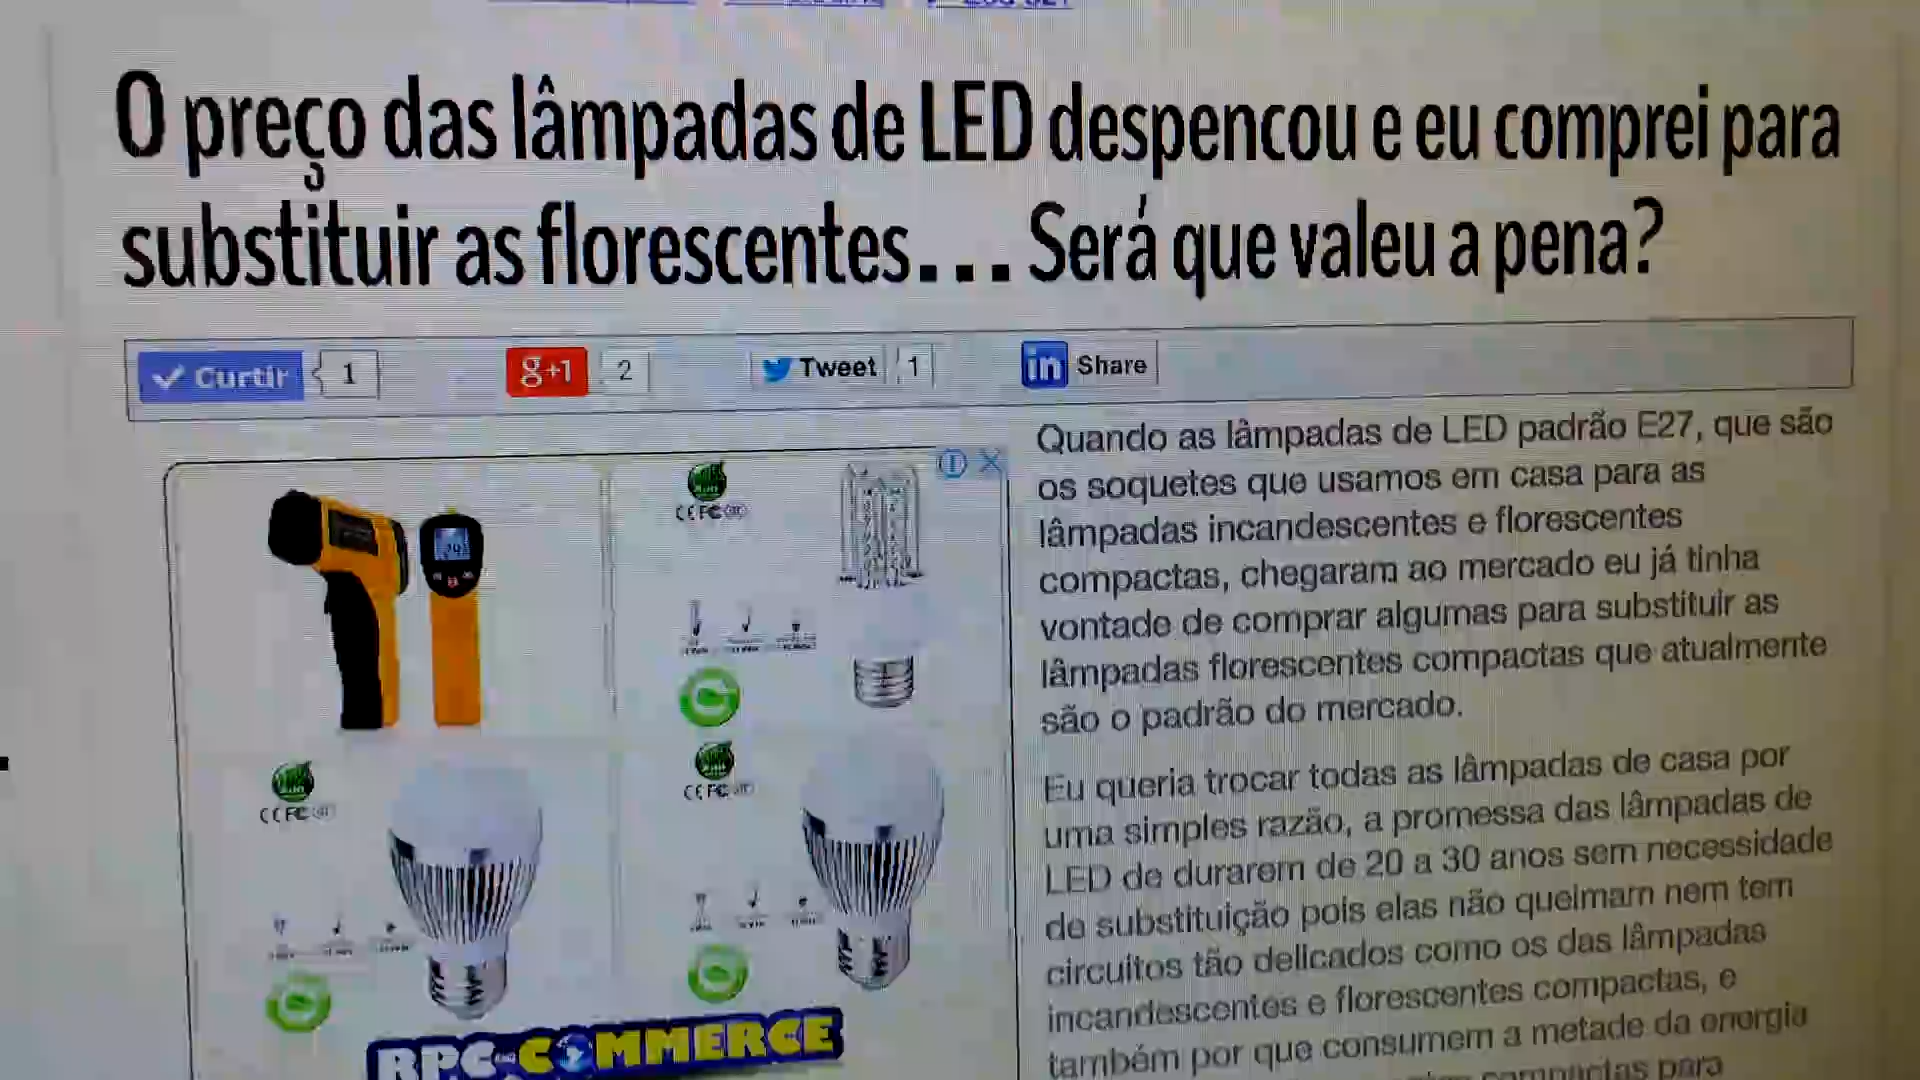 O preço das lâmpadas de LED despencou e eu comprei para
substituir as florescentes... Será que valeu a pena?
Curtir 1 g+1 2 Tweet 1 in Share
Quando as lâmpadas de LED padrão E27, que são
os soquetes que usamos em casa para as
lâmpadas incandescentes e florescentes
compactas, chegaram ao mercado eu já tinha
vontade de comprar algumas para substituir as
lâmpadas florescentes compactas que atualmente
são o padrão do mercado.
Eu queria trocar todas as lâmpadas de casa por
uma simples razão, a promessa das lâmpadas de
LED de durarem de 20 a 30 anos sem necessidade
de substituição pois elas não queimam nem tem
circuitos tão delicados como os das lâmpadas
incandescentes e florescentes compactas, e
também por que consumem a metade da energia
compactas para
CE FC
CE FC
CE FC
RPC COMMERCE